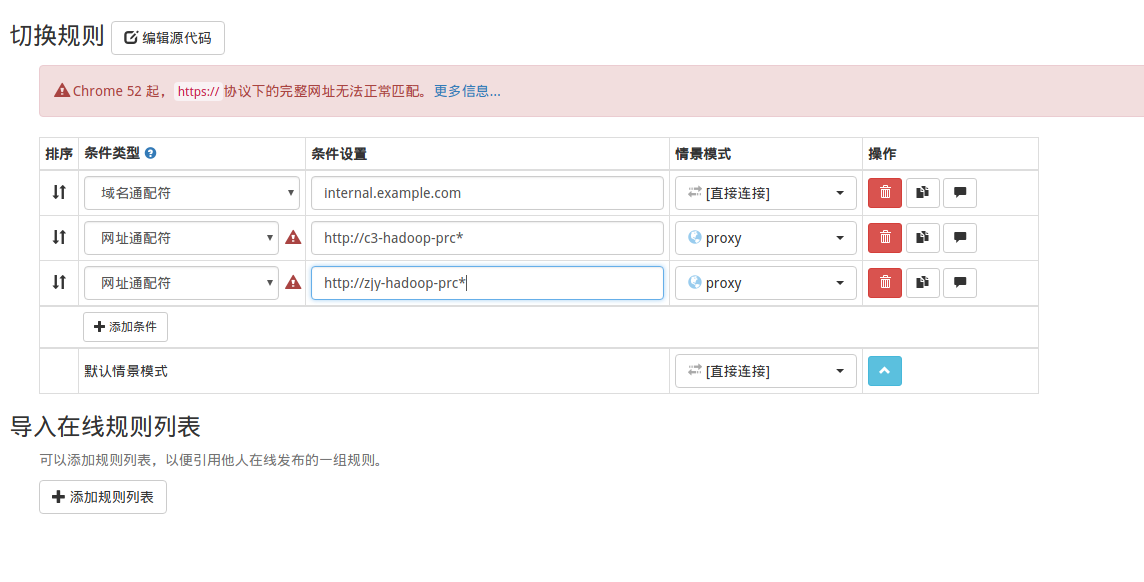 切换规则 编辑源代码
Chrome 52 起，https://协议下的完整网址无法正常匹配。更多信息...
排序 条件类型 条件设置 情景模式 操作
域名通配符 internal.example.com [直接连接]
网址通配符 http://c3-hadoop-prc* proxy
网址通配符 http://zjy-hadoop-prc* proxy
添加条件
默认情景模式 [直接连接]
导入在线规则列表
可以添加规则列表，以便引用他人在线发布的一组规则。
添加规则列表